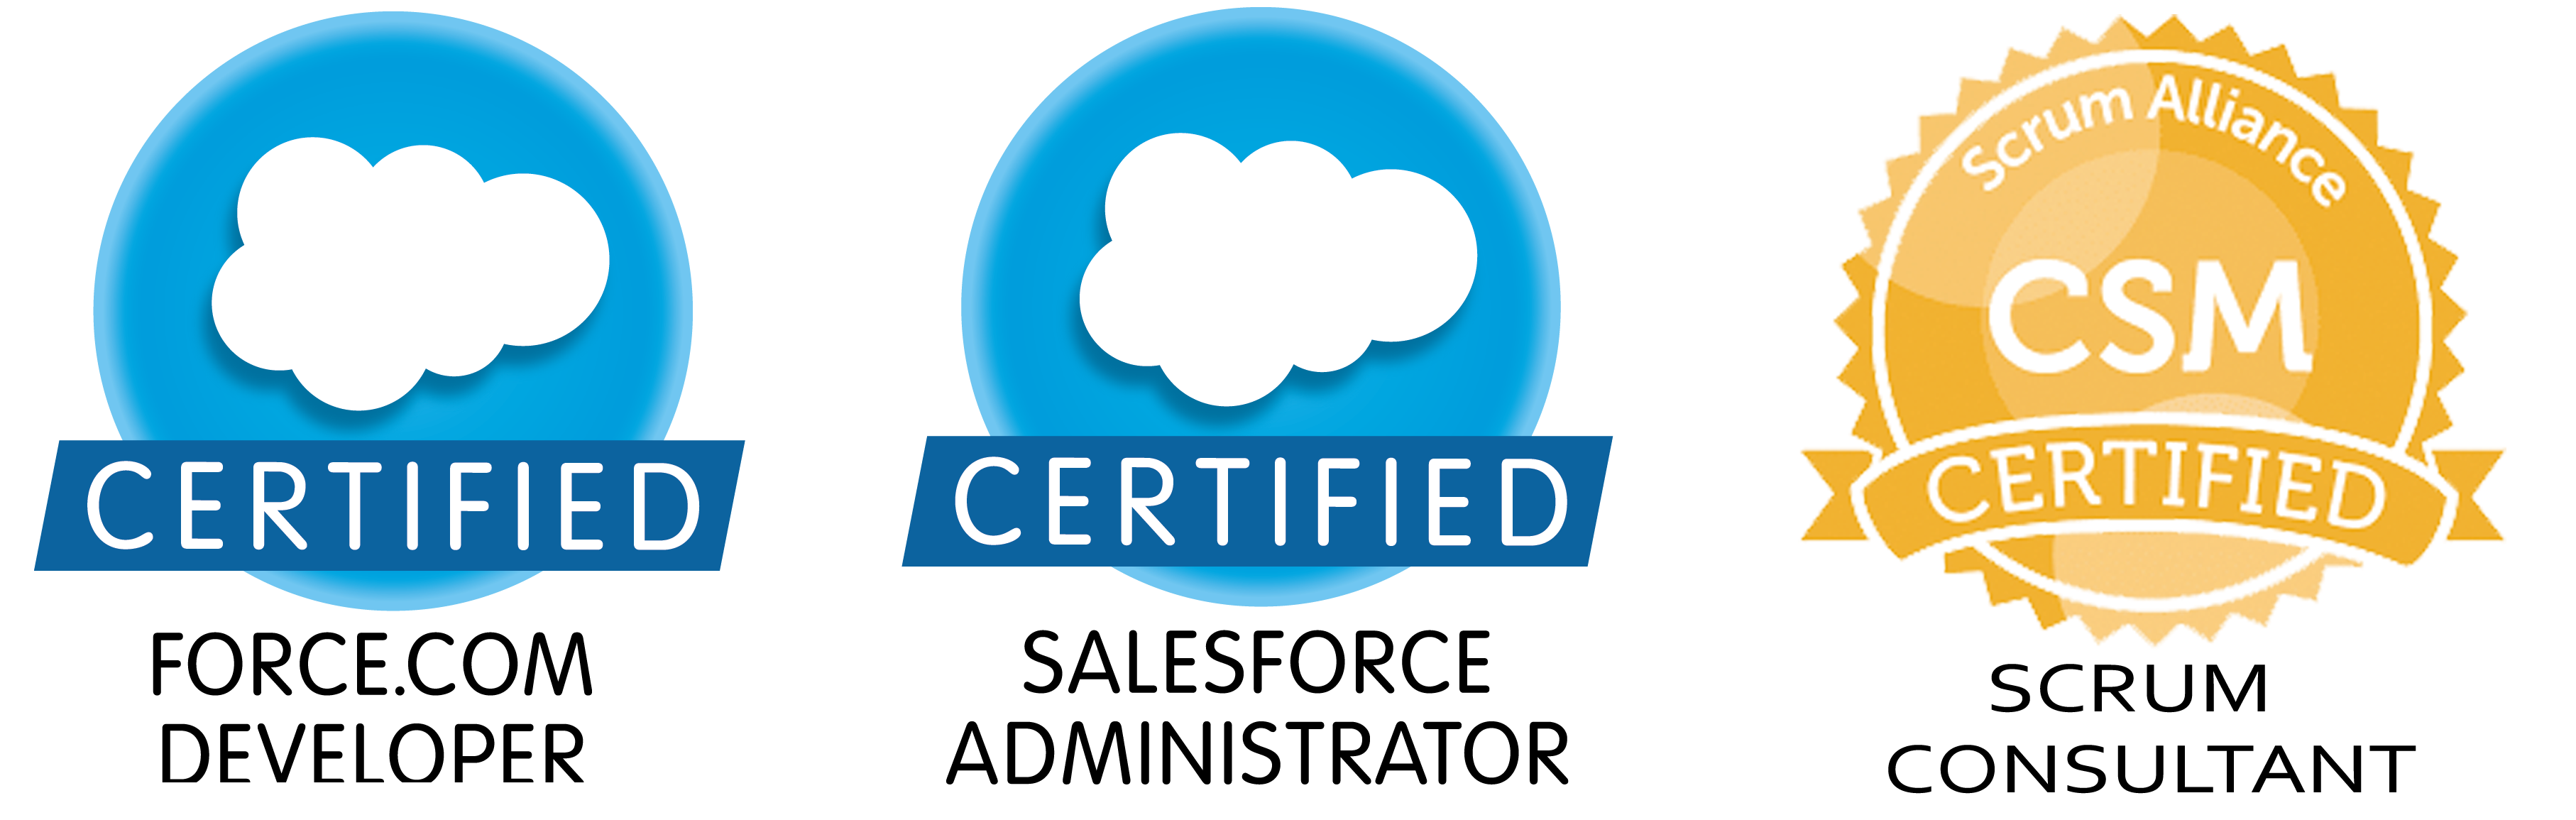 CERTIFIED
FORCE.COM
DEVELOPER
CERTIFIED
SALESFORCE
ADMINISTRATOR
Scrum Alliance
CSM
CERTIFIED
SCRUM
CONSULTANT